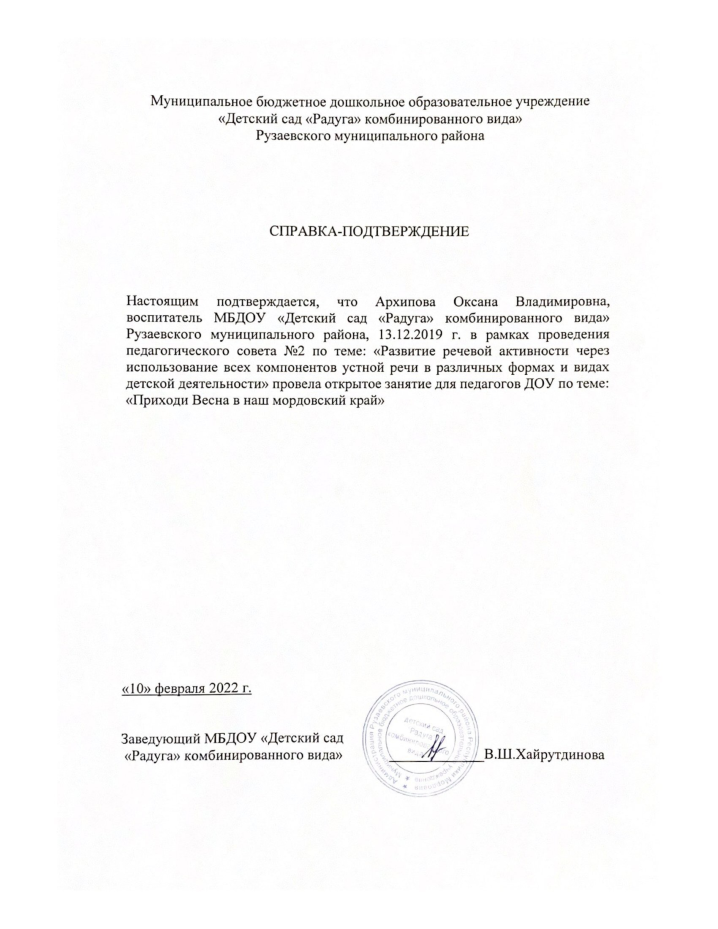 Муниципальное бюджетное дошкольное образовательное учреждение
«Детский сад «Радуга» комбинированного вида»
Рузаевского муниципального района
СПРАВКА-ПОДТВЕРЖДЕНИЕ
Настоящим подтверждается, что Архипова Оксана Владимировна,
воспитатель МБДОУ «Детский сад «Радуга» комбинированного вида»
Рузаевского муниципального района, 13.12.2019 г. в рамках проведения
педагогического совета №2 по теме: «Развитие речевой активности через
использование всех компонентов устной речи в различных формах и видах
детской деятельности» провела открытое занятие для педагогов ДОУ по теме:
«Приходи Весна в наш мордовский край»
«10» февраля 2022 г.
Заведующий МБДОУ «Детский сад
«Радуга» комбинированного вида»
В.Ш.Хайрутдинова